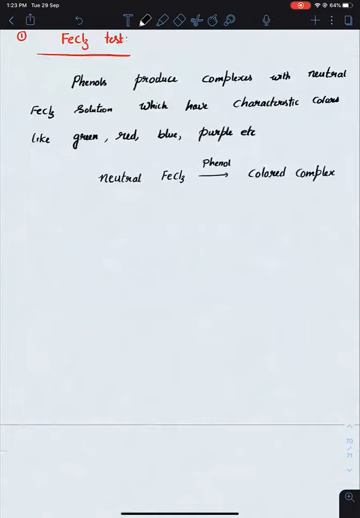 1:23 PM Tue 29 Sep
64%
① FeCl3 test:
Phenols produce complexes with neutral
FeCl3 solution which have characteristic colors
like green, red, blue, purple etc
Phenol
neutral FeCl3 → Colored Complex
70
/
71